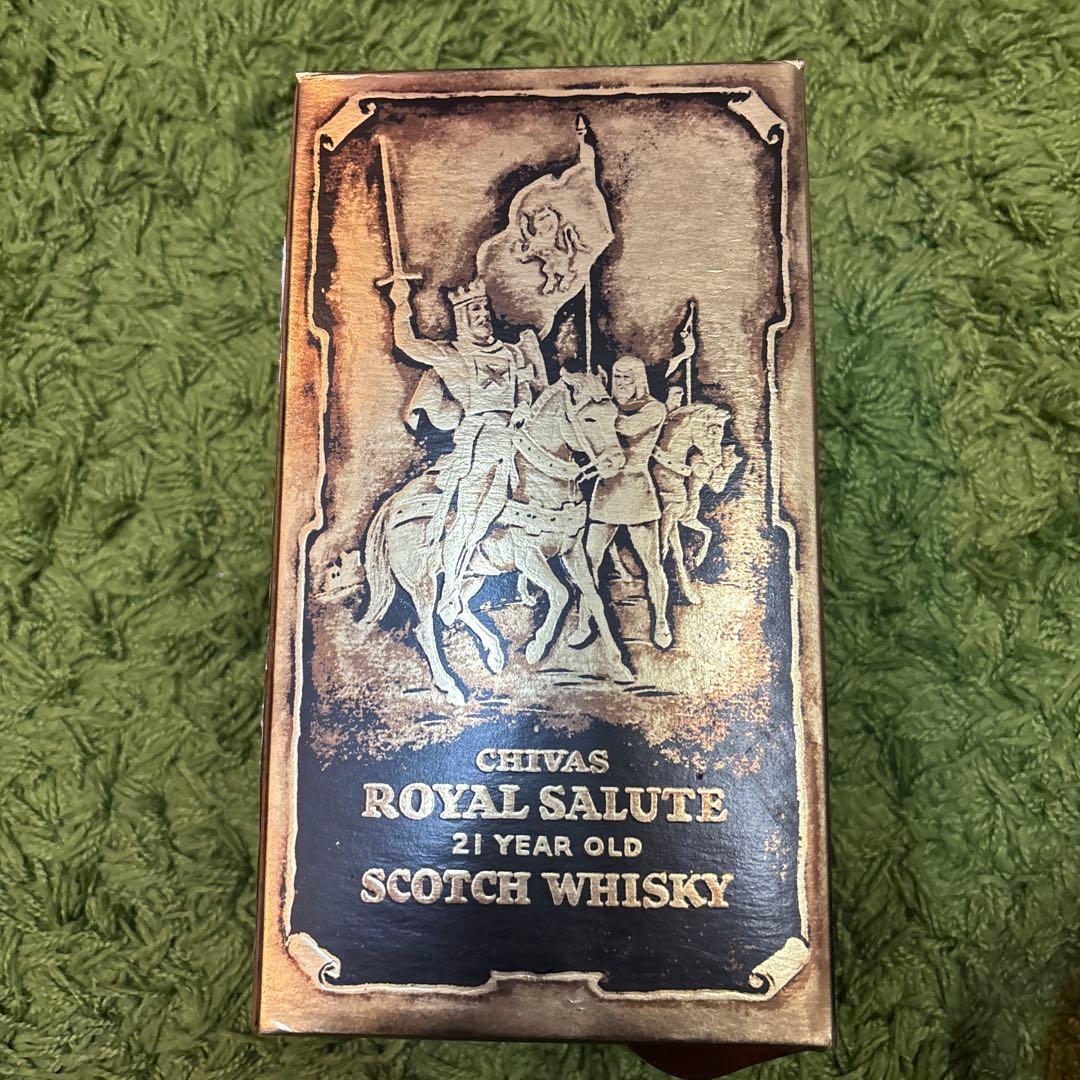 CHIVAS
ROYAL SALUTE
21 YEAR OLD
SCOTCH WHISKY